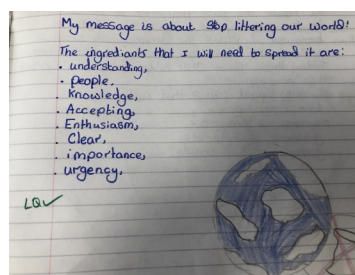 My message is about stop littering our world!
The ingrediants that I will need to spread it are:
. understanding,
. people,
. Knowledge,
. Accepting,
. Enthusiasm,
. Clear,
. importance,
. urgency,
LQ✓